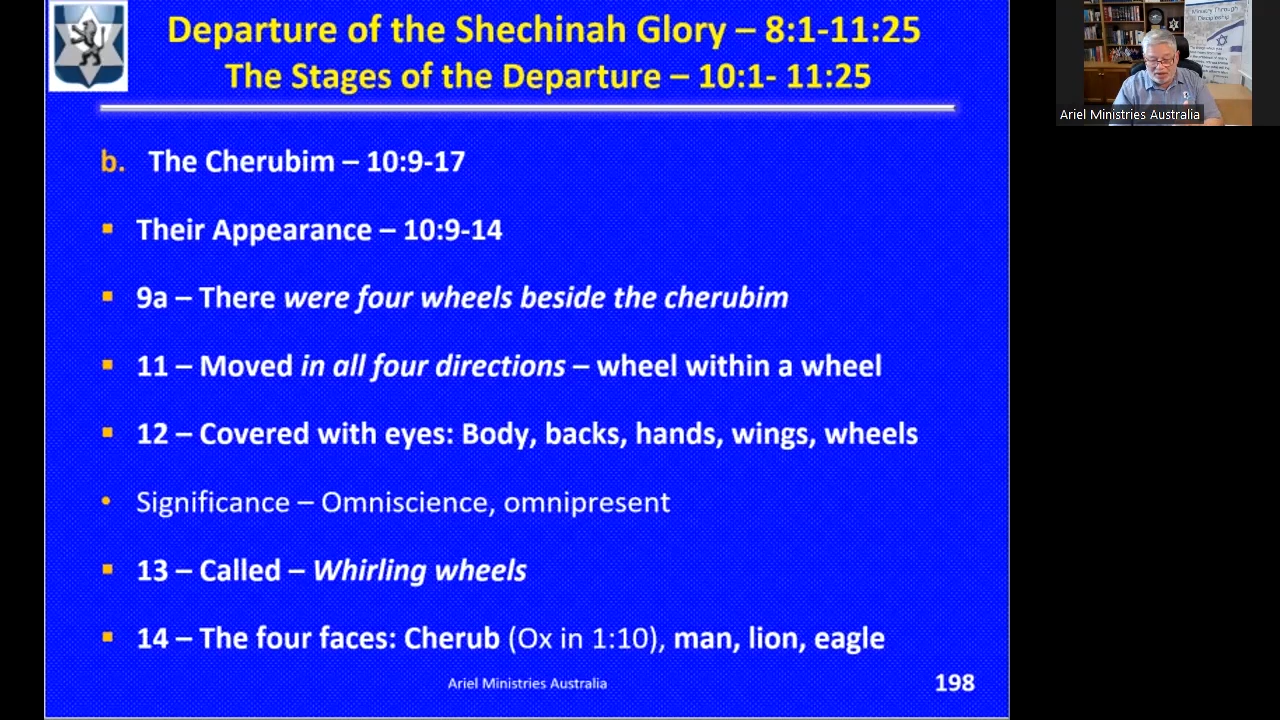 Departure of the Shechinah Glory – 8:1-11:25
The Stages of the Departure – 10:1- 11:25
b. The Cherubim – 10:9-17
▪ Their Appearance – 10:9-14
▪ 9a – There were four wheels beside the cherubim
▪ 11 – Moved in all four directions – wheel within a wheel
▪ 12 – Covered with eyes: Body, backs, hands, wings, wheels
• Significance – Omniscience, omnipresent
▪ 13 – Called – Whirling wheels
▪ 14 – The four faces: Cherub (Ox in 1:10), man, lion, eagle
Ariel Ministries Australia
198
Ministry Through
Discipleship
Ariel Ministries Australia